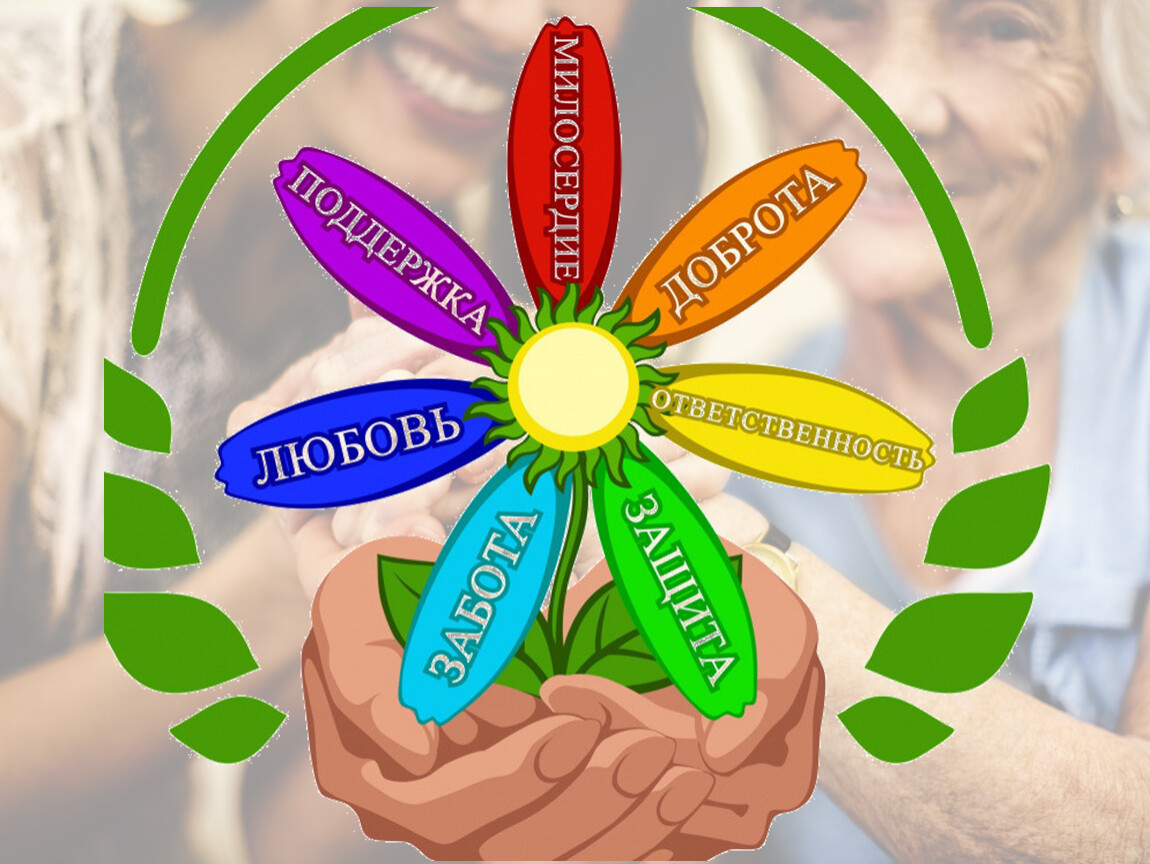 МИЛОСЕРДИЕ
ДОБРОТА
ОТВЕТСТВЕННОСТЬ
ЗАЩИТА
ЗАБОТА
ЛЮБОВЬ
ПОДДЕРЖКА